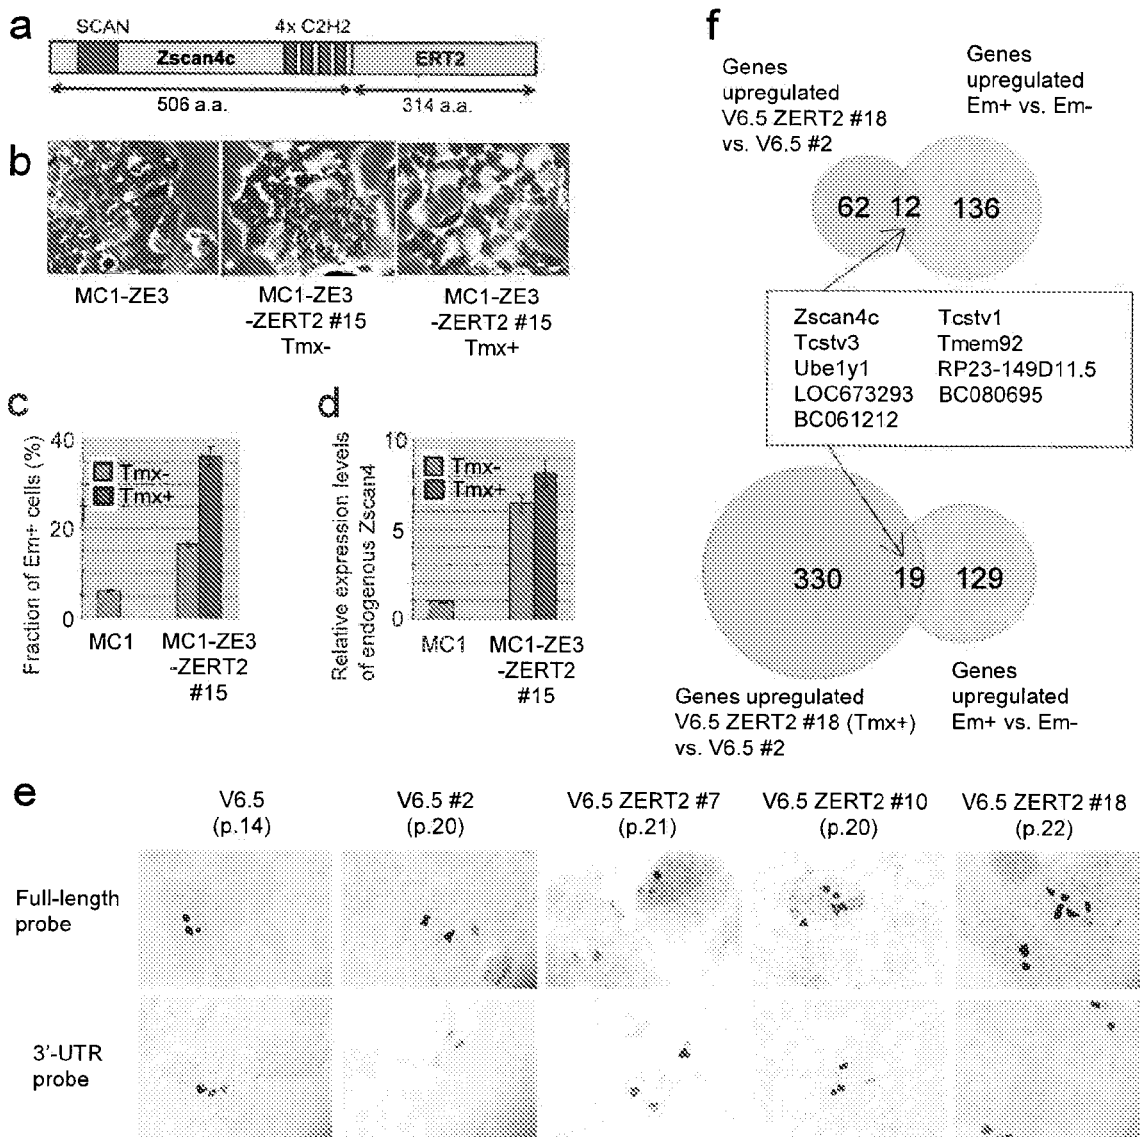 a
SCAN 4x C2H2
Zscan4c ERT2
506 a.a. 314 a.a.
b
MC1-ZE3
MC1-ZE3
-ZERT2 #15
Tmx-
MC1-ZE3
-ZERT2 #15
Tmx+
c
Fraction of Em+ cells (%)
40
20
0
Tmx-
Tmx+
MC1
MC1-ZE3
-ZERT2
#15
d
Relative expression levels
of endogenous Zscan4
10
5
0
Tmx-
Tmx+
MC1
MC1-ZE3
-ZERT2
#15
f
Genes
upregulated
V6.5 ZERT2 #18
vs. V6.5 #2
Genes
upregulated
Em+ vs. Em-
62 12 136
Zscan4c
Tcstv3
Ube1y1
LOC673293
BC061212
Tcstv1
Tmem92
RP23-149D11.5
BC080695
330 19 129
Genes upregulated
V6.5 ZERT2 #18 (Tmx+)
vs. V6.5 #2
Genes
upregulated
Em+ vs. Em-
e
V6.5
(p.14)
V6.5 #2
(p.20)
V6.5 ZERT2 #7
(p.21)
V6.5 ZERT2 #10
(p.20)
V6.5 ZERT2 #18
(p.22)
Full-length
probe
3'-UTR
probe